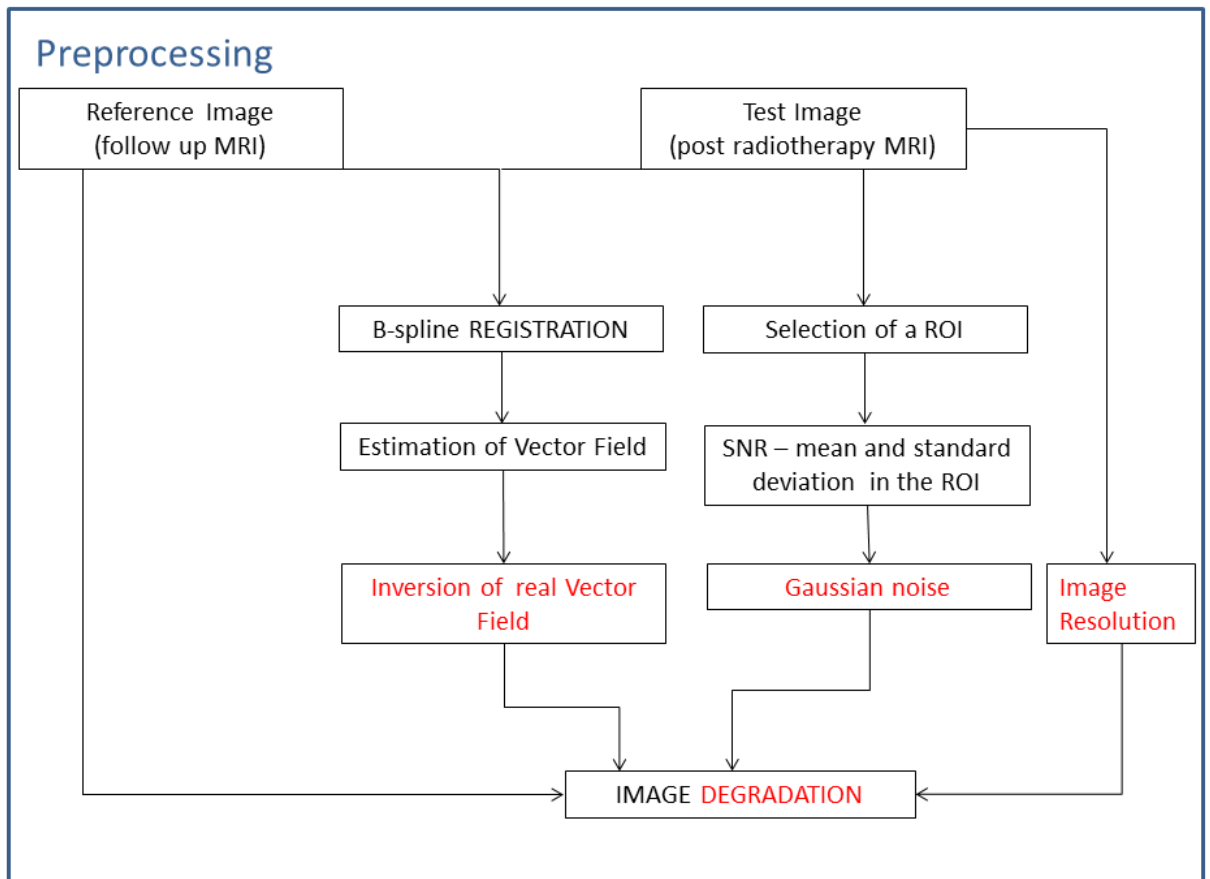 Preprocessing
Reference Image
(follow up MRI)
Test Image
(post radiotherapy MRI)
B-spline REGISTRATION
Selection of a ROI
Estimation of Vector Field
SNR – mean and standard
deviation in the ROI
Inversion of real Vector
Field
Gaussian noise
Image
Resolution
IMAGE DEGRADATION